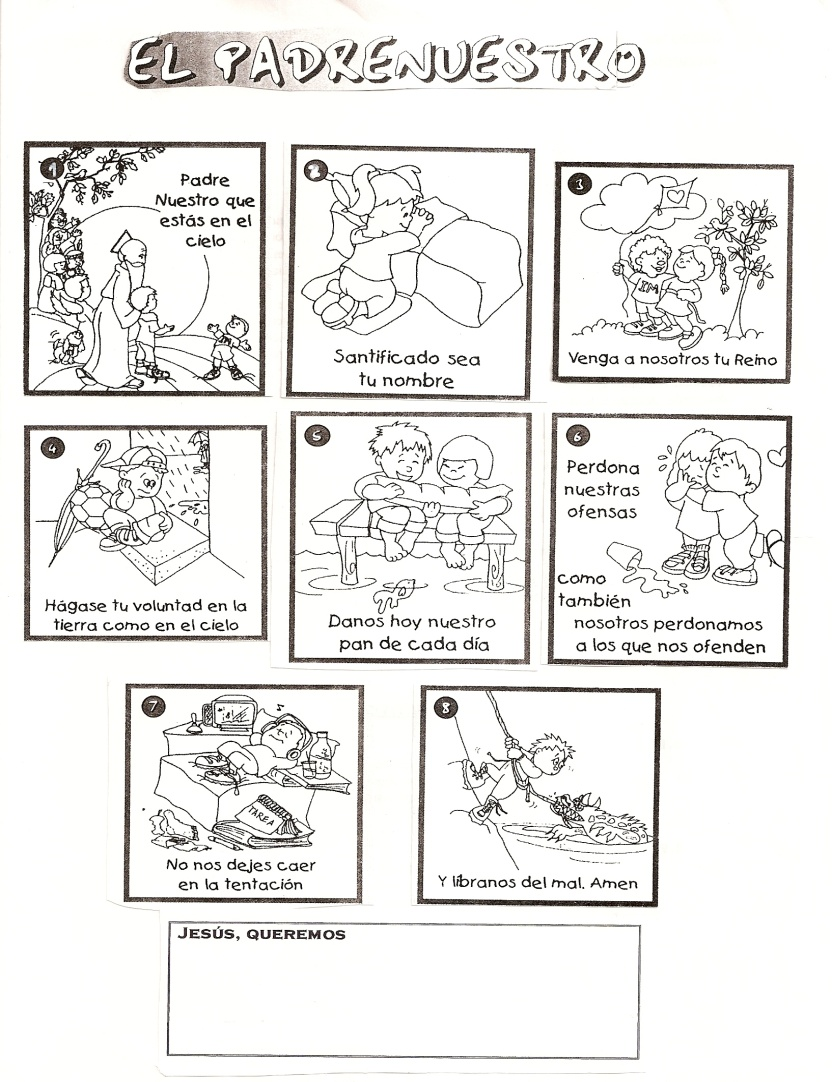 EL PADRENUESTRO
1
Padre
Nuestro que
estás en el
cielo
2
Santificado sea
tu nombre
3
IM
Venga a nosotros tu Reino
4
Hágase tu voluntad en la
tierra como en el cielo
5
Danos hoy nuestro
pan de cada día
6
Perdona
nuestras
ofensas
como
también
nosotros perdonamos
a los que nos ofenden
7
TAREA
No nos dejes caer
en la tentación
8
Y líbranos del mal. Amen
JESÚS, QUEREMOS